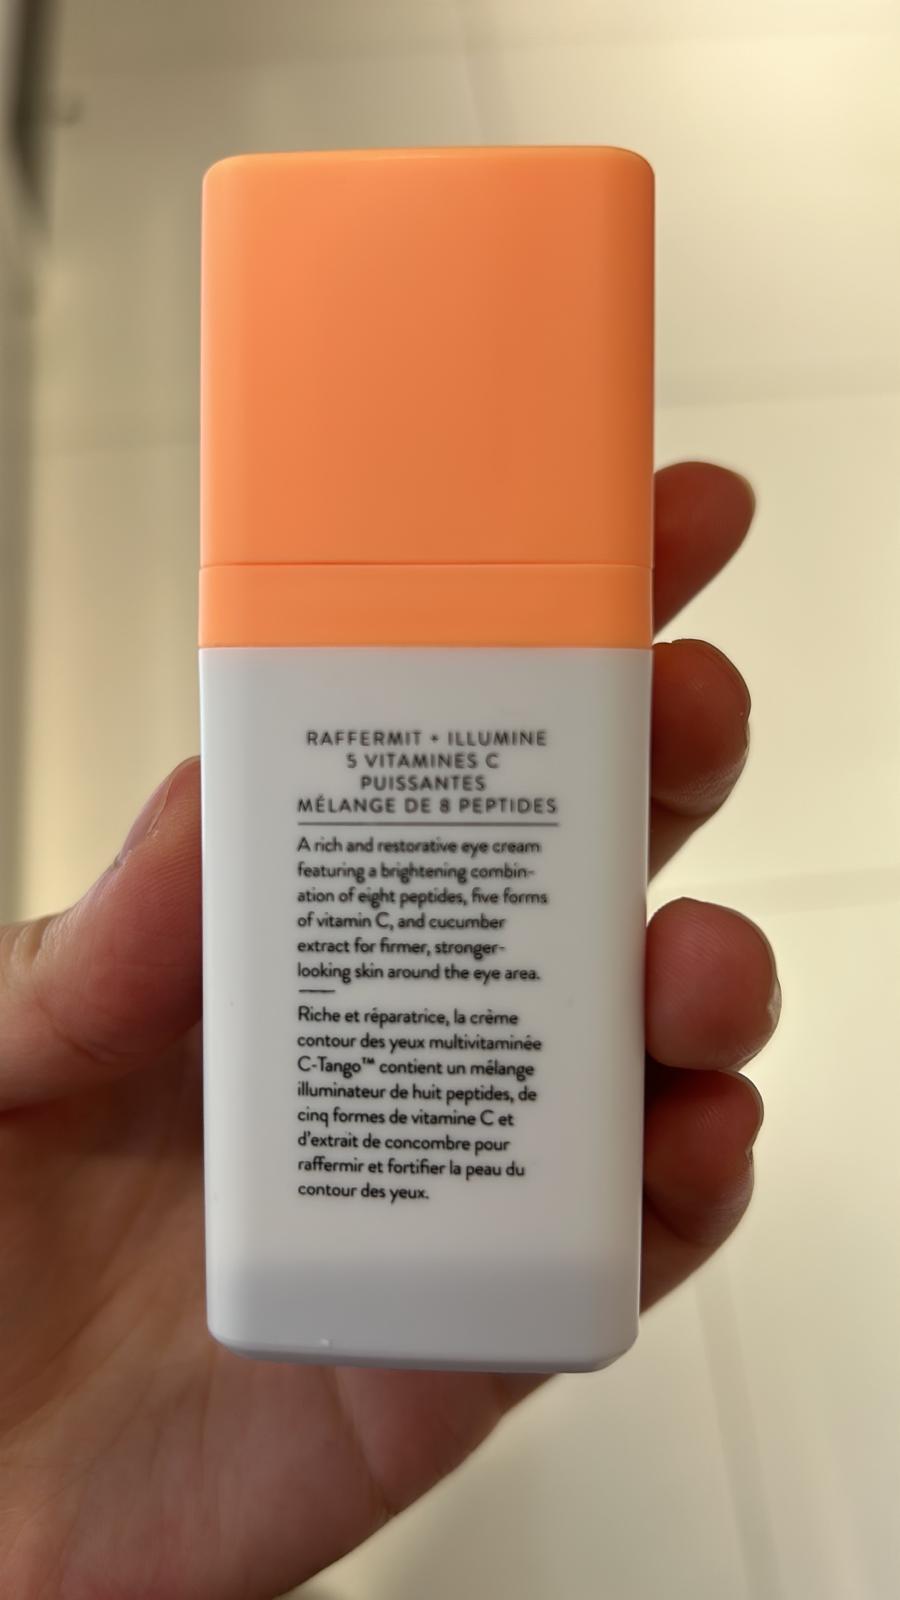 RAFFERMIT + ILLUMINE
5 VITAMINES C
PUISSANTES
MÉLANGE DE 8 PEPTIDES
A rich and restorative eye cream
featuring a brightening combin-
ation of eight peptides, five forms
of vitamin C, and cucumber
extract for firmer, stronger-
looking skin around the eye area.
Riche et réparatrice, la crème
contour des yeux multivitaminée
C-Tango™ contient un mélange
illuminateur de huit peptides, de
cinq formes de vitamine C et
d'extrait de concombre pour
raffermir et fortifier la peau du
contour des yeux.